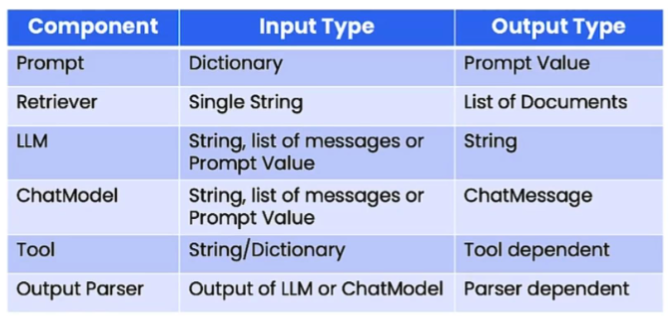 Component Input Type Output Type
Prompt Dictionary Prompt Value
Retriever Single String List of Documents
LLM String, list of messages or String
Prompt Value
ChatModel String, list of messages or ChatMessage
Prompt Value
Tool String/Dictionary Tool dependent
Output Parser Output of LLM or ChatModel Parser dependent